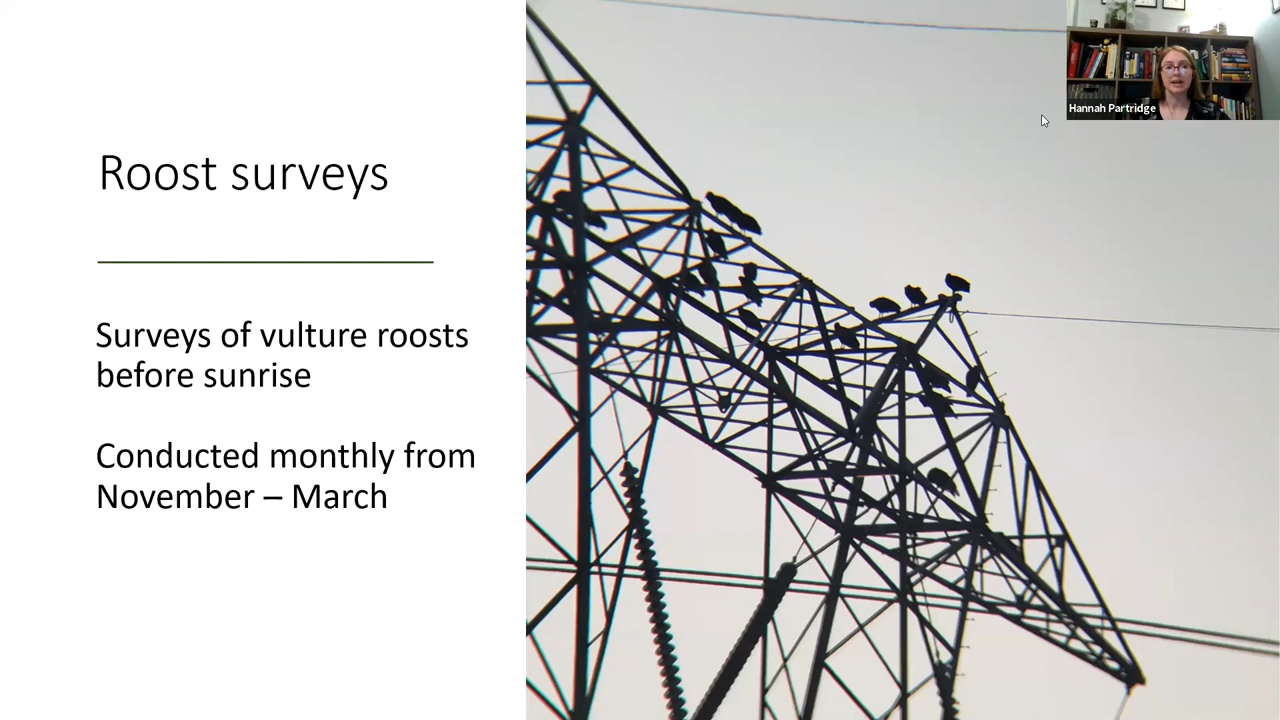 Roost surveys
Surveys of vulture roosts
before sunrise
Conducted monthly from
November – March
Hannah Partridge